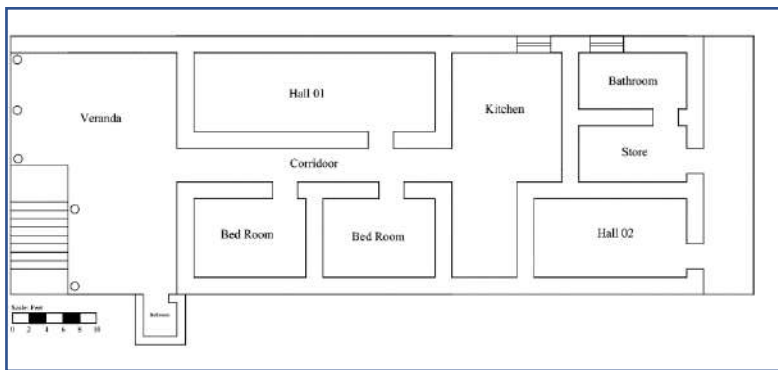 Hall 01
Bathroom
Veranda
Kitchen
Store
Corridoor
Bed Room
Bed Room
Hall 02
Scale: Feet
0 2 4 6 8 10